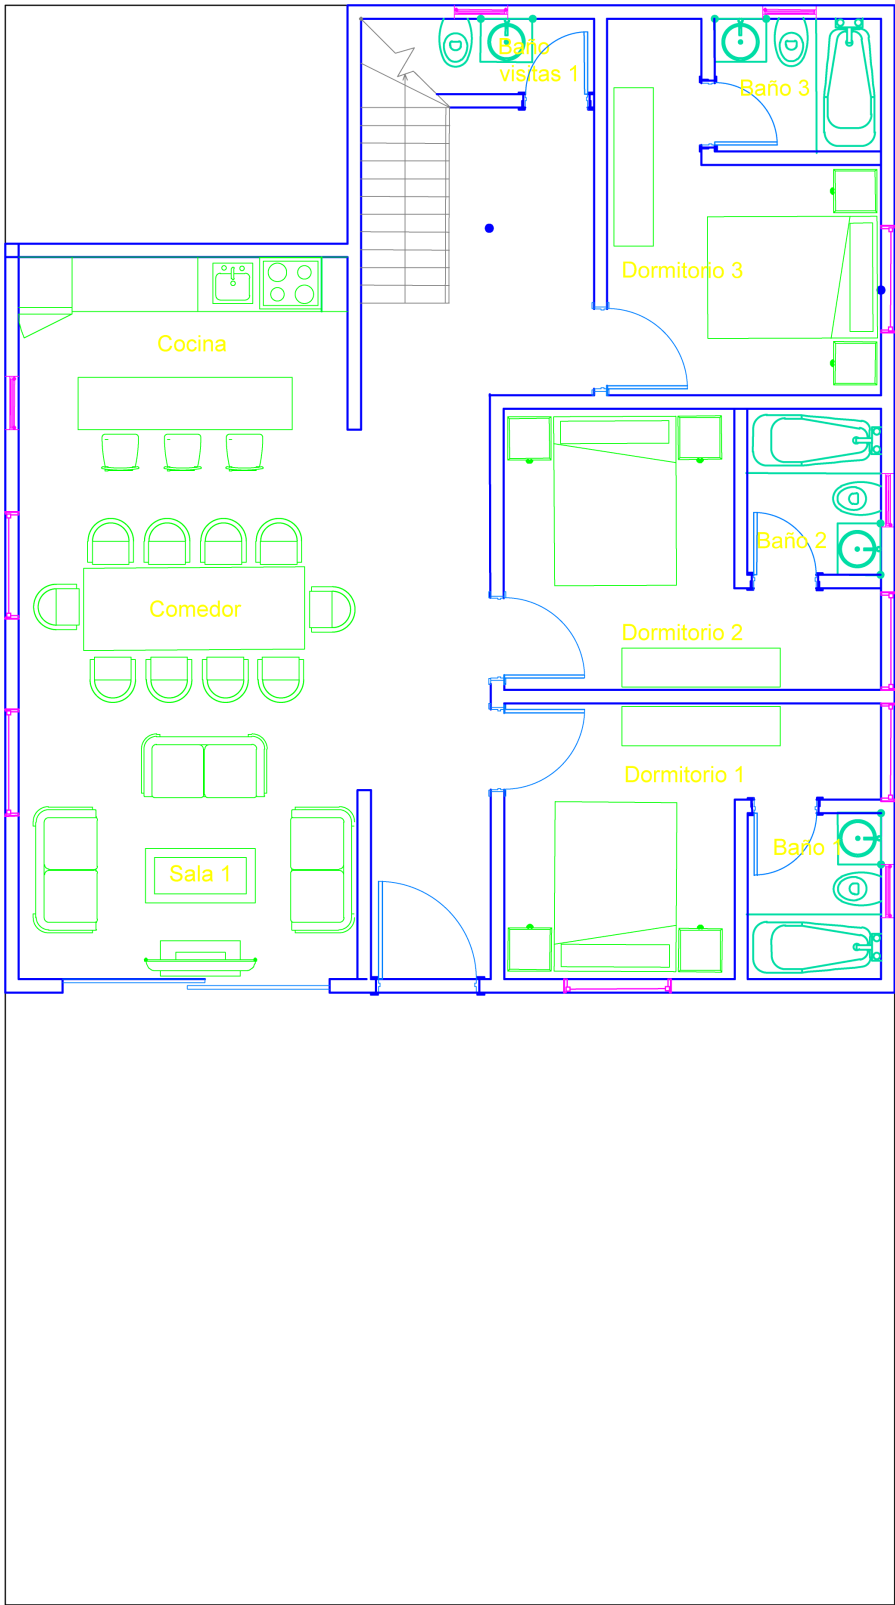 Baño
visitas 1
Baño 3
Dormitorio 3
Cocina
Baño 2
Comedor
Dormitorio 2
Dormitorio 1
Baño 1
Sala 1